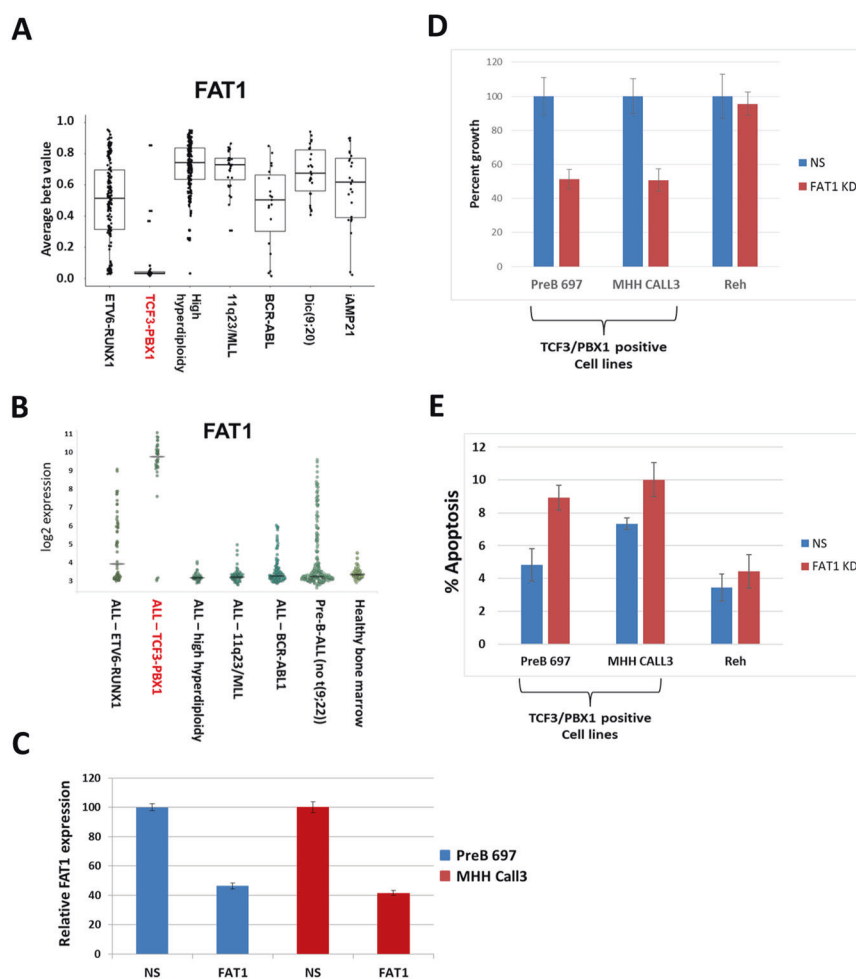 A
FAT1
Average beta value
1.0
0.8
0.6
0.4
0.2
0.0
ETV6-RUNX1
TCF3-PBX1
High
hyperdiploidy
11q23/MLL
BCR-ABL
Dic(9;20)
iAMP21
B
FAT1
log2 expression
11
10
9
8
7
6
5
4
3
ALL – ETV6-RUNX1
ALL – TCF3-PBX1
ALL – high hyperdiploidy
ALL – 11q23/MLL
ALL – BCR-ABL1
Pre-B-ALL (no t(9;22))
Healthy bone
marrow
C
Relative FAT1 expression
120
100
80
60
40
20
0
NS
FAT1
NS
FAT1
PreB 697
MHH Call3
D
Percent growth
120
100
80
60
40
20
0
PreB 697
MHH CALL3
Reh
NS
FAT1 KD
TCF3/PBX1 positive
Cell lines
E
% Apoptosis
12
10
8
6
4
2
0
PreB 697
MHH CALL3
Reh
NS
FAT1 KD
TCF3/PBX1 positive
Cell lines